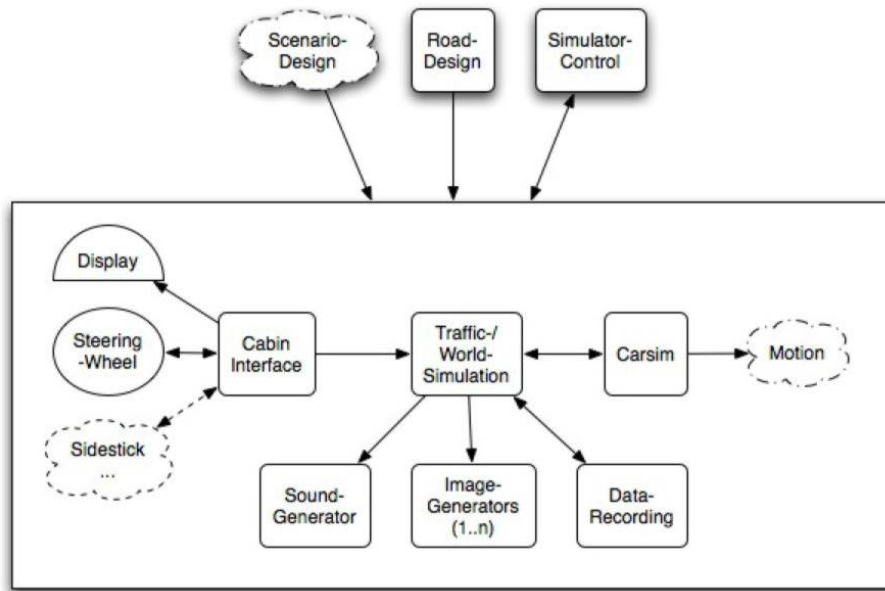 Scenario-
Design
Road-
Design
Simulator-
Control
Display
Steering
-Wheel
Cabin
Interface
Traffic-/
World-
Simulation
Carsim
Motion
Sidestick
...
Sound-
Generator
Image-
Generators
(1..n)
Data-
Recording